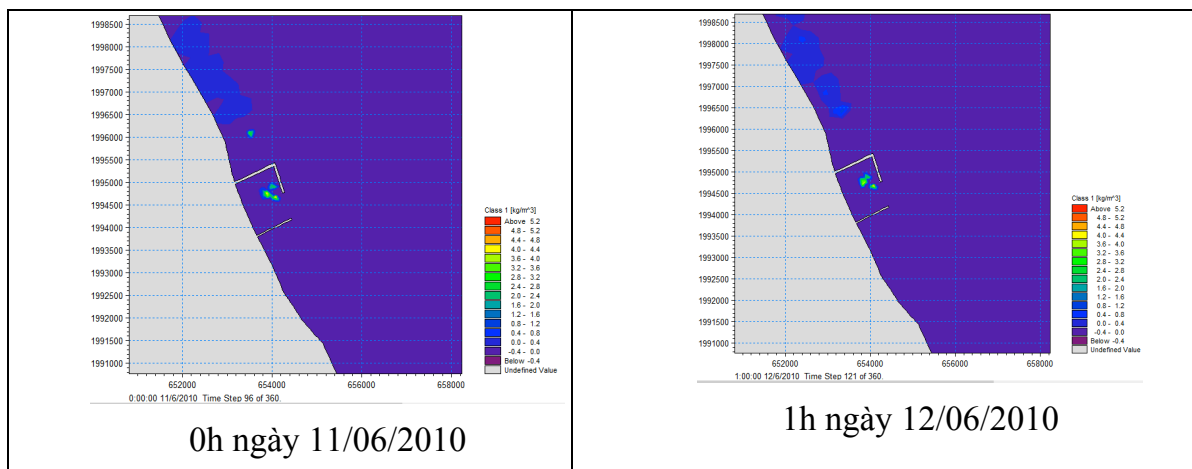 1998500
1998000
1997500
1997000
1996500
1996000
1995500
1995000
1994500
1994000
1993500
1993000
1992500
1992000
1991500
1991000
652000 654000 656000 658000
Class 1 [kg/m^3]
Above 5.2
4.8 - 5.2
4.4 - 4.8
4.0 - 4.4
3.6 - 4.0
3.2 - 3.6
2.8 - 3.2
2.4 - 2.8
2.0 - 2.4
1.6 - 2.0
1.2 - 1.6
0.8 - 1.2
0.4 - 0.8
0.0 - 0.4
-0.4 - 0.0
Below -0.4
Undefined Value
0:00:00 11/6/2010 Time Step 96 of 360.
0h ngày 11/06/2010
1998500
1998000
1997500
1997000
1996500
1996000
1995500
1995000
1994500
1994000
1993500
1993000
1992500
1992000
1991500
1991000
652000 654000 656000 658000
Class 1 [kg/m^3]
Above 5.2
4.8 - 5.2
4.4 - 4.8
4.0 - 4.4
3.6 - 4.0
3.2 - 3.6
2.8 - 3.2
2.4 - 2.8
2.0 - 2.4
1.6 - 2.0
1.2 - 1.6
0.8 - 1.2
0.4 - 0.8
0.0 - 0.4
-0.4 - 0.0
Below -0.4
Undefined Value
1:00:00 12/6/2010 Time Step 121 of 360.
1h ngày 12/06/2010